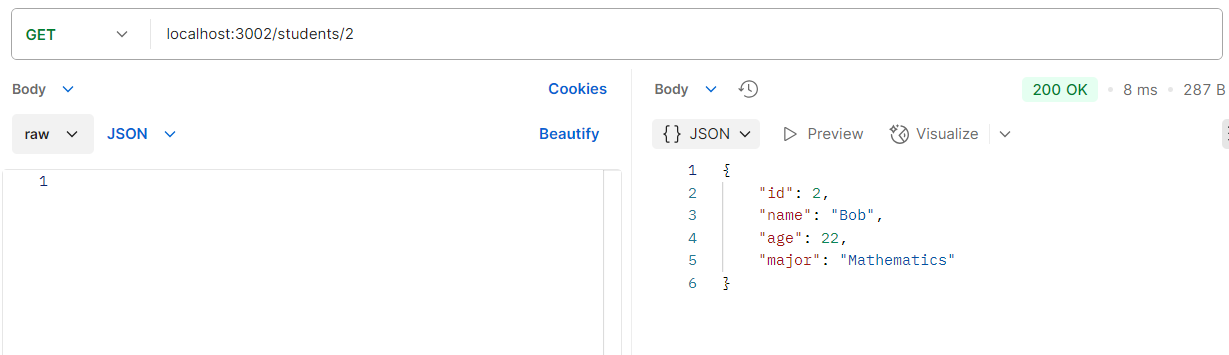 GET localhost:3002/students/2
Body Cookies
raw JSON Beautify
1
Body 200 OK 8 ms 287 B
{} JSON Preview Visualize
1 {
2 "id": 2,
3 "name": "Bob",
4 "age": 22,
5 "major": "Mathematics"
6 }